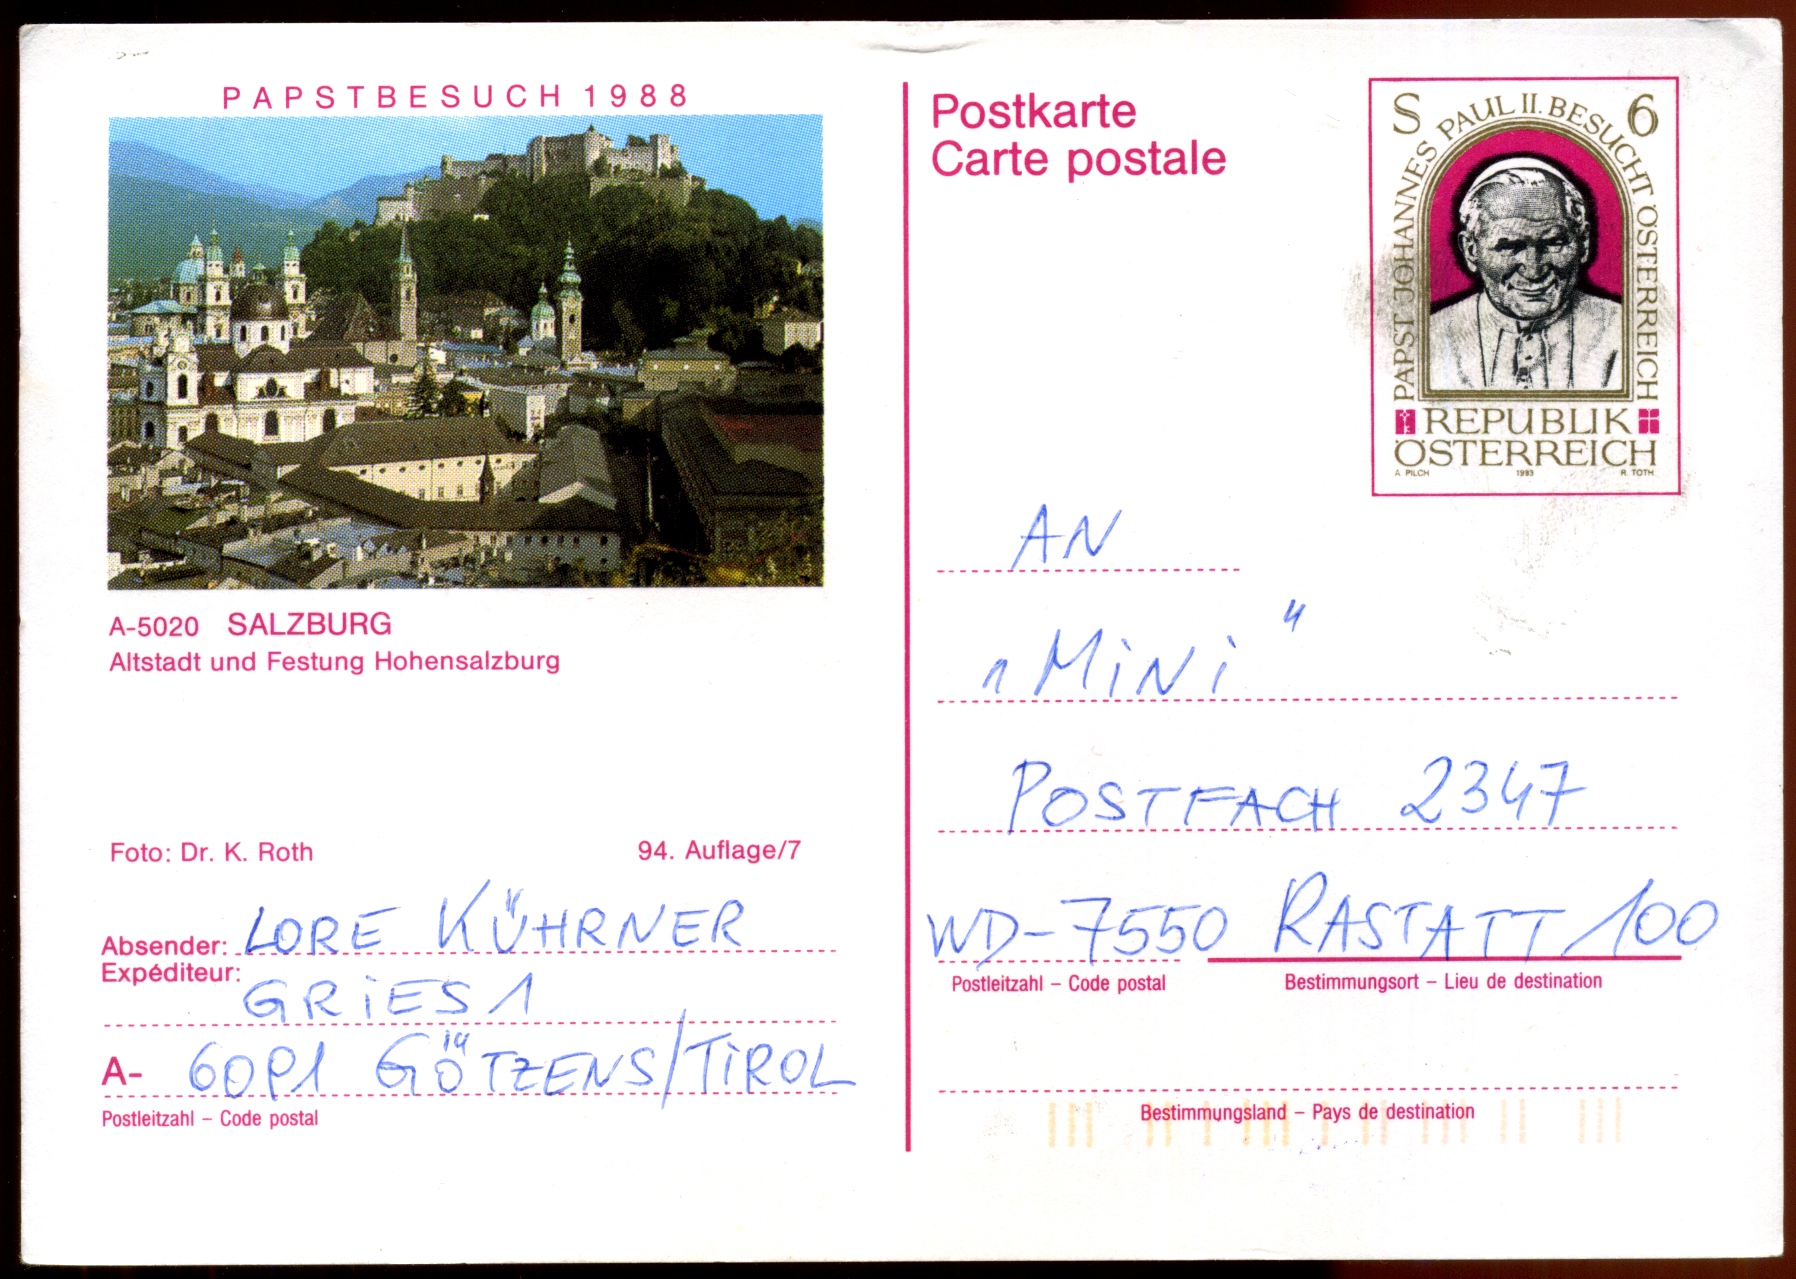 PAPSTBESUCH 1988
A-5020 SALZBURG
Altstadt und Festung Hohensalzburg
Foto: Dr. K. Roth 94. Auflage/7
Absender: LORE KÜHRNER
Expéditeur:
GRiES 1
A- 6091 GÖTZENS/TiROL
Postleitzahl – Code postal
Postkarte
Carte postale
S 6
PAPST JOHANNES PAUL II. BESUCHT ÖSTERREICH
REPUBLIK
ÖSTERREICH
A. PILCH 1983 R. TOTH
AN
„MiNi“
POSTFACH 2347
WD-7550 RASTATT/100
Postleitzahl – Code postal Bestimmungsort – Lieu de destination
Bestimmungsland – Pays de destination